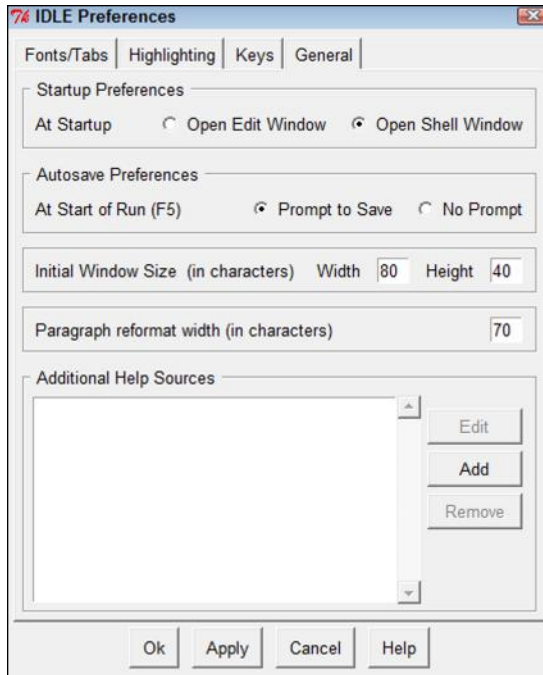 IDLE Preferences
Fonts/Tabs Highlighting Keys General
Startup Preferences
At Startup Open Edit Window Open Shell Window
Autosave Preferences
At Start of Run (F5) Prompt to Save No Prompt
Initial Window Size (in characters) Width 80 Height 40
Paragraph reformat width (in characters) 70
Additional Help Sources
Edit
Add
Remove
Ok Apply Cancel Help